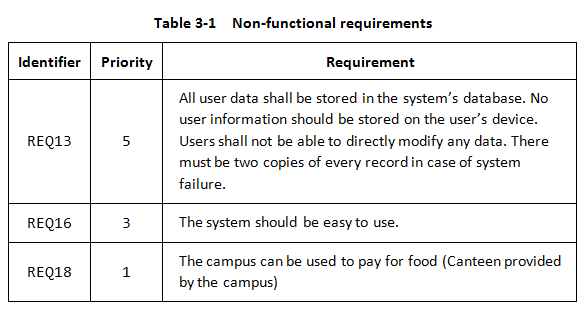 Table 3-1    Non-functional requirements
Identifier Priority Requirement
All user data shall be stored in the system’s database. No
user information should be stored on the user’s device.
REQ13 5 Users shall not be able to directly modify any data. There
must be two copies of every record in case of system
failure.
REQ16 3 The system should be easy to use.
REQ18 1 The campus can be used to pay for food (Canteen provided
by the campus)